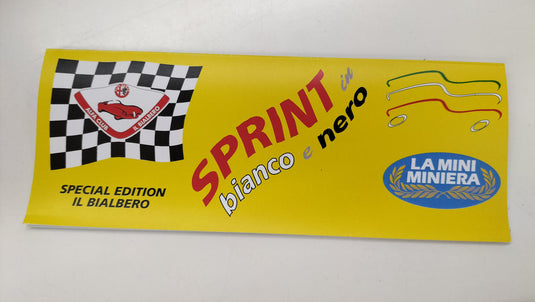 ALFA CLUB IL BIALBERO
SPECIAL EDITION
IL BIALBERO
SPRINT in
bianco e nero
LA MINI
MINIERA